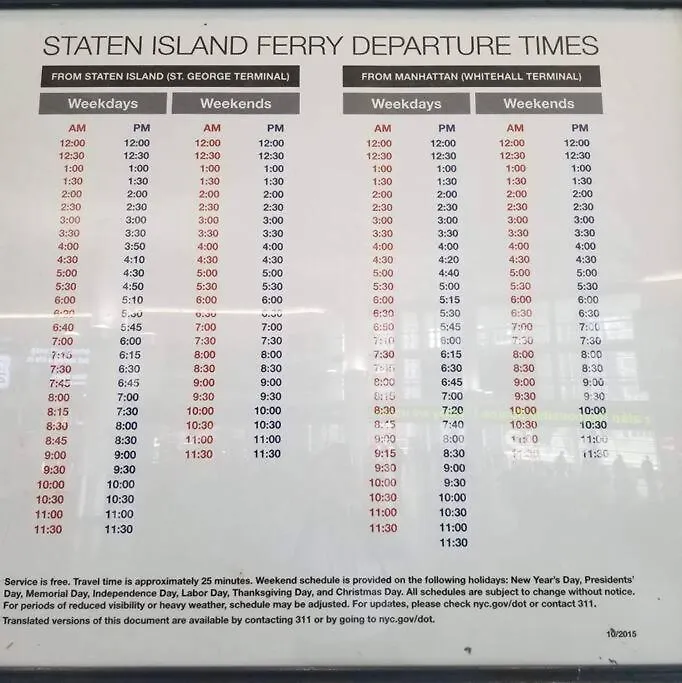 STATEN ISLAND FERRY DEPARTURE TIMES
FROM STATEN ISLAND (ST. GEORGE TERMINAL) FROM MANHATTAN (WHITEHALL TERMINAL)
Weekdays Weekends Weekdays Weekends
AM PM AM PM AM PM AM PM
12:00 12:00 12:00 12:00 12:00 12:00 12:00 12:00
12:30 12:30 12:30 12:30 12:30 12:30 12:30 12:30
1:00 1:00 1:00 1:00 1:00 1:00 1:00 1:00
1:30 1:30 1:30 1:30 1:30 1:30 1:30 1:30
2:00 2:00 2:00 2:00 2:00 2:00 2:00 2:00
2:30 2:30 2:30 2:30 2:30 2:30 2:30 2:30
3:00 3:00 3:00 3:00 3:00 3:00 3:00 3:00
3:30 3:30 3:30 3:30 3:30 3:30 3:30 3:30
4:00 3:50 4:00 4:00 4:00 4:00 4:00 4:00
4:30 4:10 4:30 4:30 4:30 4:20 4:30 4:30
5:00 4:30 5:00 5:00 5:00 4:40 5:00 5:00
5:30 4:50 5:30 5:30 5:30 5:00 5:30 5:30
6:00 5:10 6:00 6:00 6:00 5:15 6:00 6:00
5:30 6:30 6:30 6:30 5:30 6:30 6:30
6:40 5:45 7:00 7:00 6:50 5:45 7:00 7:00
7:00 6:00 7:30 7:30 7:10 6:00 7:30 7:30
7:15 6:15 8:00 8:00 7:30 6:15 8:00 8:00
7:30 6:30 8:30 8:30 7:45 6:30 8:30 8:30
7:45 6:45 9:00 9:00 8:00 6:45 9:00 9:00
8:00 7:00 9:30 9:30 8:15 7:00 9:30 9:30
8:15 7:30 10:00 10:00 8:30 7:20 10:00 10:00
8:30 8:00 10:30 10:30 8:45 7:40 10:30 10:30
8:45 8:30 11:00 11:00 9:00 8:00 11:00 11:00
9:00 9:00 11:30 11:30 9:15 8:30 11:30 11:30
9:30 9:30 9:30 9:00
10:00 10:00 10:00 9:30
10:30 10:30 10:30 10:00
11:00 11:00 11:00 10:30
11:30 11:30 11:30 11:00
11:30
Service is free. Travel time is approximately 25 minutes. Weekend schedule is provided on the following holidays: New Year's Day, Presidents'
Day, Memorial Day, Independence Day, Labor Day, Thanksgiving Day, and Christmas Day. All schedules are subject to change without notice.
For periods of reduced visibility or heavy weather, schedule may be adjusted. For updates, please check nyc.gov/dot or contact 311.
Translated versions of this document are available by contacting 311 or by going to nyc.gov/dot.
10/2015